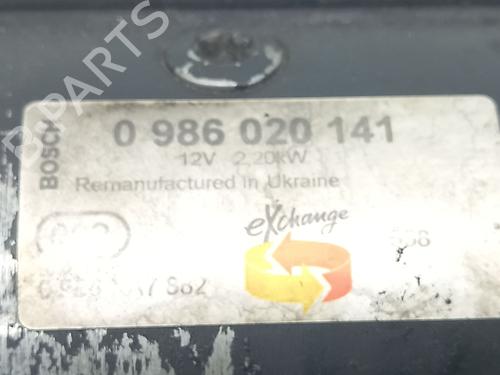 BOSCH
0 986 020 141
12V 2,20kW
Remanufactured in Ukraine
eXchange
B-PARTS